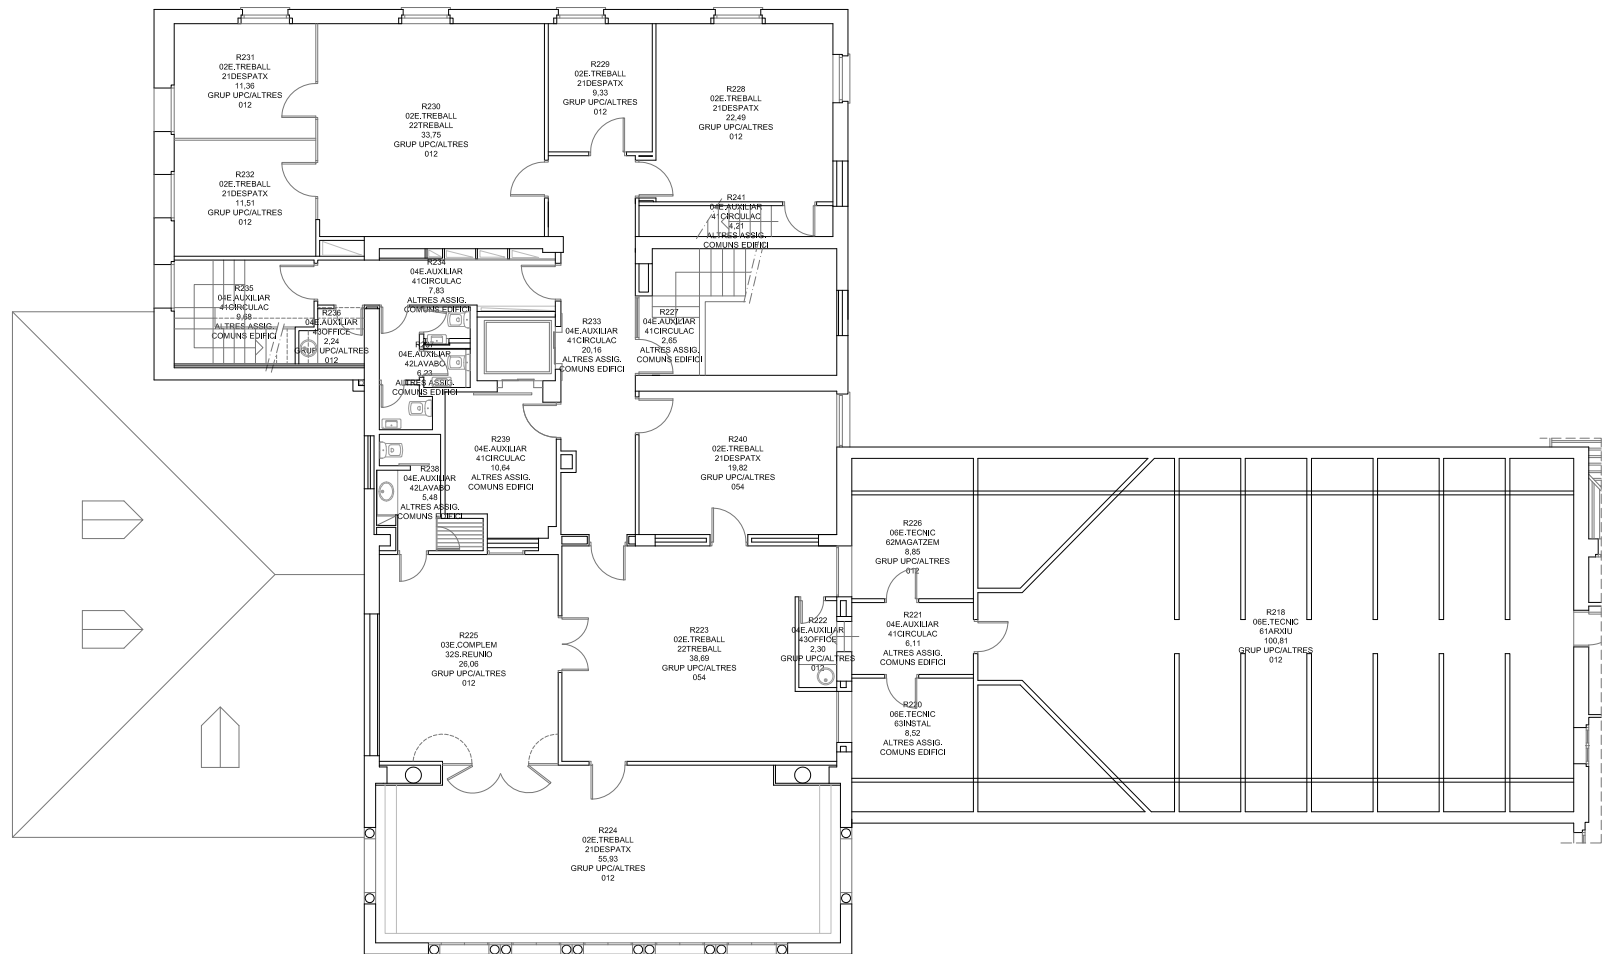 R231
02E.TREBALL
21DESPATX
11,36
GRUP UPC/ALTRES
012
R230
02E.TREBALL
22TREBALL
33,75
GRUP UPC/ALTRES
012
R229
02E.TREBALL
21DESPATX
9,33
GRUP UPC/ALTRES
012
R228
02E.TREBALL
21DESPATX
22,49
GRUP UPC/ALTRES
012
R232
02E.TREBALL
21DESPATX
11,51
GRUP UPC/ALTRES
012
R241
04E.AUXILIAR
41CIRCULAC
4,21
ALTRES ASSIG.
COMUNS EDIFICI
R234
04E.AUXILIAR
41CIRCULAC
7,83
ALTRES ASSIG.
COMUNS EDIFICI
R235
04E.AUXILIAR
41CIRCULAC
9,68
ALTRES ASSIG.
COMUNS EDIFICI
R236
04E.AUXILIAR
43OFFICE
2,24
GRUP UPC/ALTRES
012
R233
04E.AUXILIAR
41CIRCULAC
20,16
ALTRES ASSIG.
COMUNS EDIFICI
R227
04E.AUXILIAR
41CIRCULAC
2,65
ALTRES ASSIG.
COMUNS EDIFICI
04E.AUXILIAR
42LAVABO
6,23
ALTRES ASSIG.
COMUNS EDIFICI
R239
04E.AUXILIAR
41CIRCULAC
10,64
ALTRES ASSIG.
COMUNS EDIFICI
R240
02E.TREBALL
21DESPATX
19,82
GRUP UPC/ALTRES
054
R238
04E.AUXILIAR
42LAVABO
5,48
ALTRES ASSIG.
COMUNS EDIFICI
R226
06E.TECNIC
62MAGATZEM
8,85
GRUP UPC/ALTRES
012
R225
03E.COMPLEM
32S.REUNIO
26,06
GRUP UPC/ALTRES
012
R223
02E.TREBALL
22TREBALL
38,69
GRUP UPC/ALTRES
054
R222
04E.AUXILIAR
43OFFICE
2,30
GRUP UPC/ALTRES
012
R221
04E.AUXILIAR
41CIRCULAC
6,11
ALTRES ASSIG.
COMUNS EDIFICI
R218
06E.TECNIC
61ARXIU
100,81
GRUP UPC/ALTRES
012
R220
06E.TECNIC
63INSTAL
8,52
ALTRES ASSIG.
COMUNS EDIFICI
R224
02E.TREBALL
21DESPATX
55,93
GRUP UPC/ALTRES
012